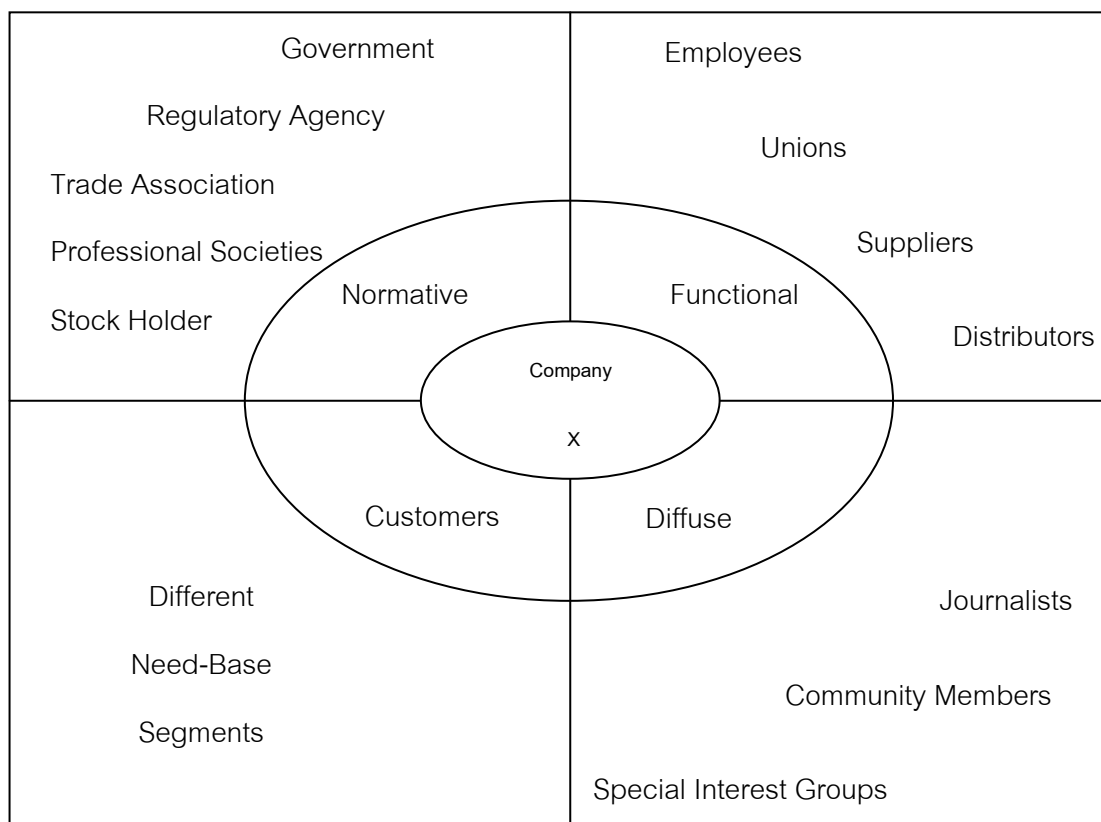 Government
Regulatory Agency
Trade Association
Professional Societies
Stock Holder
Normative
Employees
Unions
Suppliers
Distributors
Functional
Company
x
Customers
Different
Need-Base
Segments
Diffuse
Journalists
Community Members
Special Interest Groups